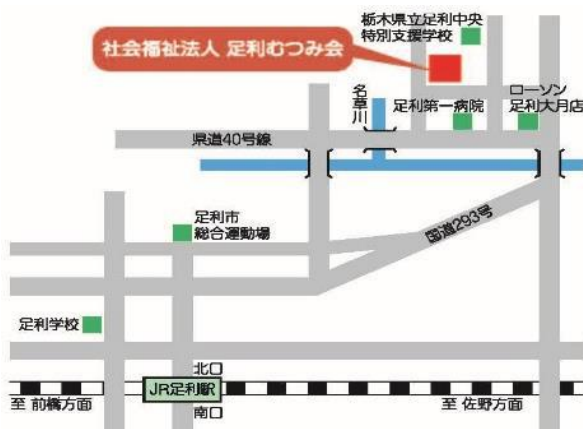 栃木県立足利中央
特別支援学校
社会福祉法人 足利むつみ会
ローソン
足利大月店
名草川
足利第一病院
県道40号線
国道293号
足利市
総合運動場
足利学校
北口
JR足利駅
南口
至 前橋方面
至 佐野方面